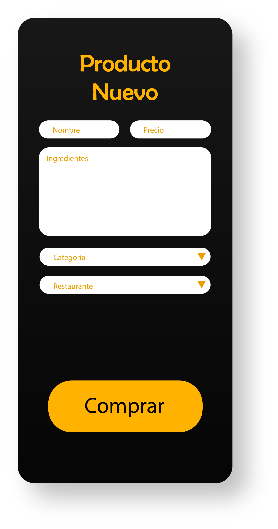 Producto
Nuevo
Nombre
Precio
Ingredientes
Categoria
Restaurante
Comprar